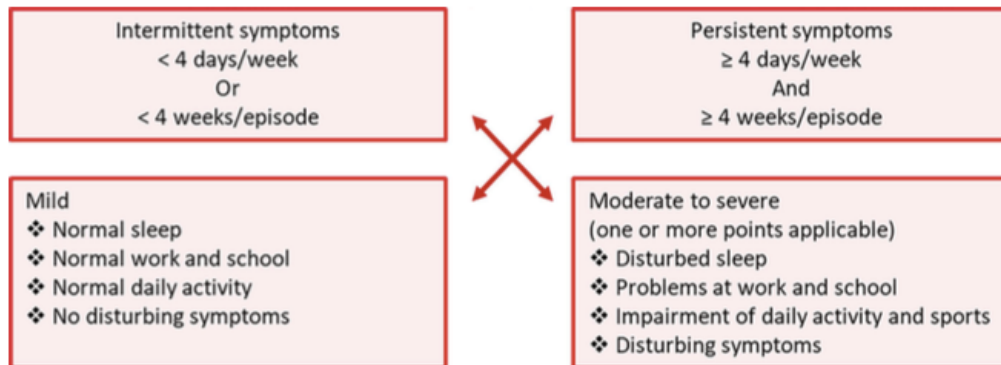 Intermittent symptoms
< 4 days/week
Or
< 4 weeks/episode
Persistent symptoms
≥ 4 days/week
And
≥ 4 weeks/episode
Mild
❖ Normal sleep
❖ Normal work and school
❖ Normal daily activity
❖ No disturbing symptoms
Moderate to severe
(one or more points applicable)
❖ Disturbed sleep
❖ Problems at work and school
❖ Impairment of daily activity and sports
❖ Disturbing symptoms